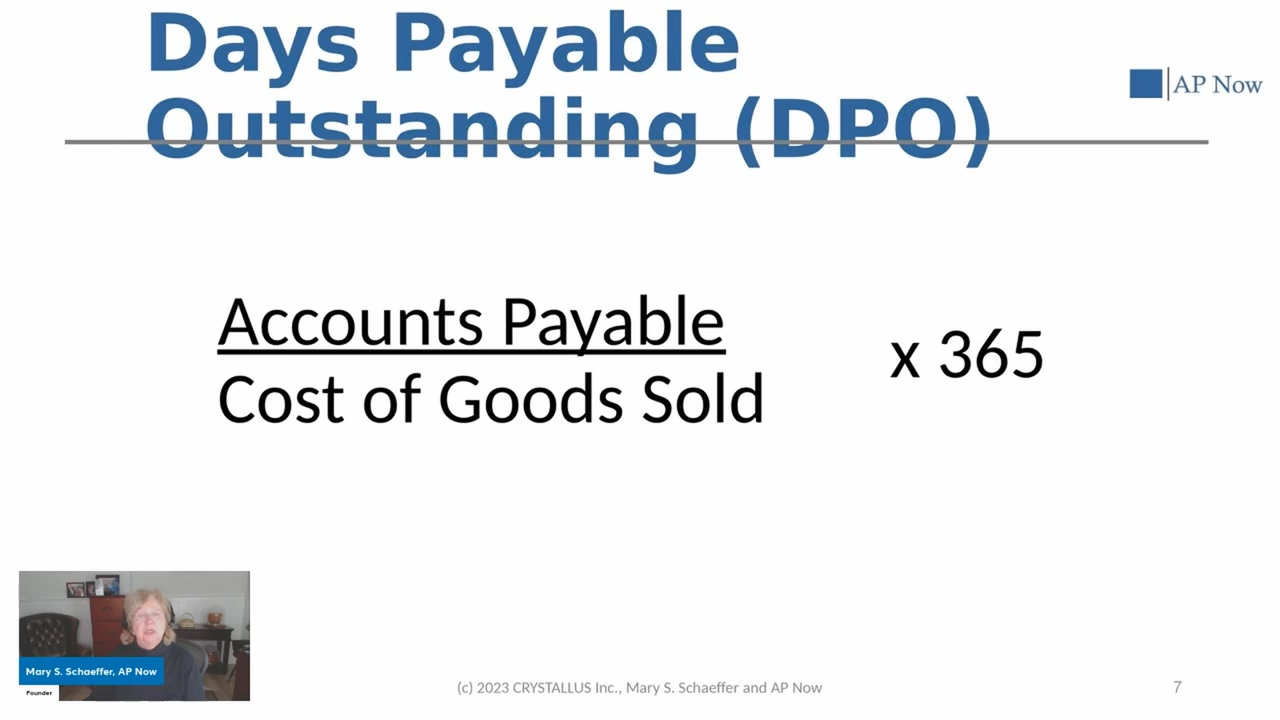 Days Payable
Outstanding (DPO)
AP Now
Accounts Payable
Cost of Goods Sold
x 365
Mary S. Schaeffer, AP Now
Founder
(c) 2023 CRYSTALLUS Inc., Mary S. Schaeffer and AP Now
7